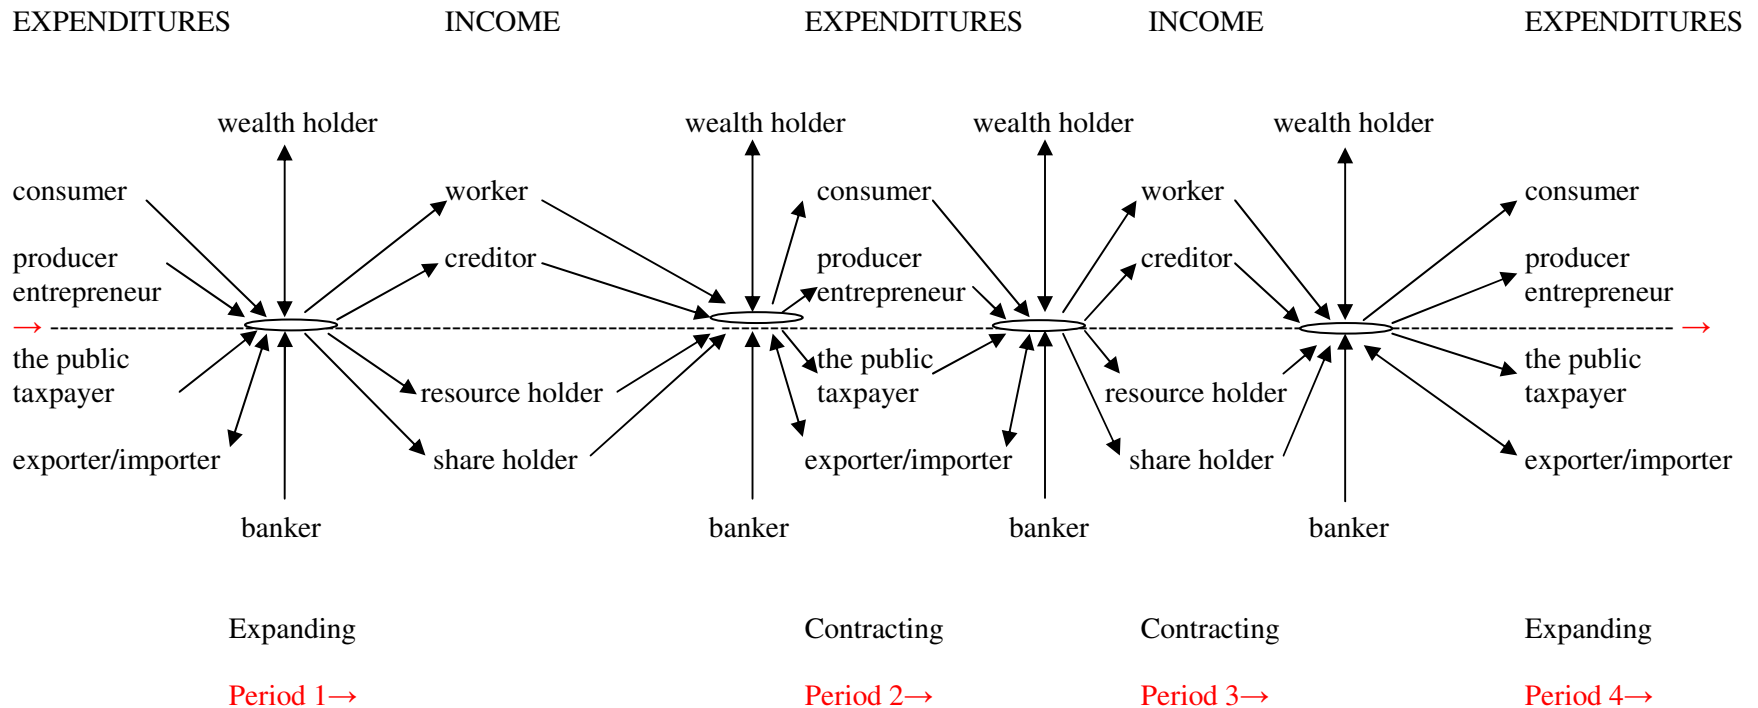 EXPENDITURES INCOME EXPENDITURES INCOME EXPENDITURES
wealth holder wealth holder wealth holder wealth holder
consumer worker consumer worker consumer
producer creditor producer creditor producer
entrepreneur entrepreneur entrepreneur
→ →
the public the public the public
taxpayer resource holder taxpayer resource holder taxpayer
exporter/importer share holder exporter/importer share holder exporter/importer
banker banker banker banker
Expanding Contracting Contracting Expanding
Period 1→ Period 2→ Period 3→ Period 4→